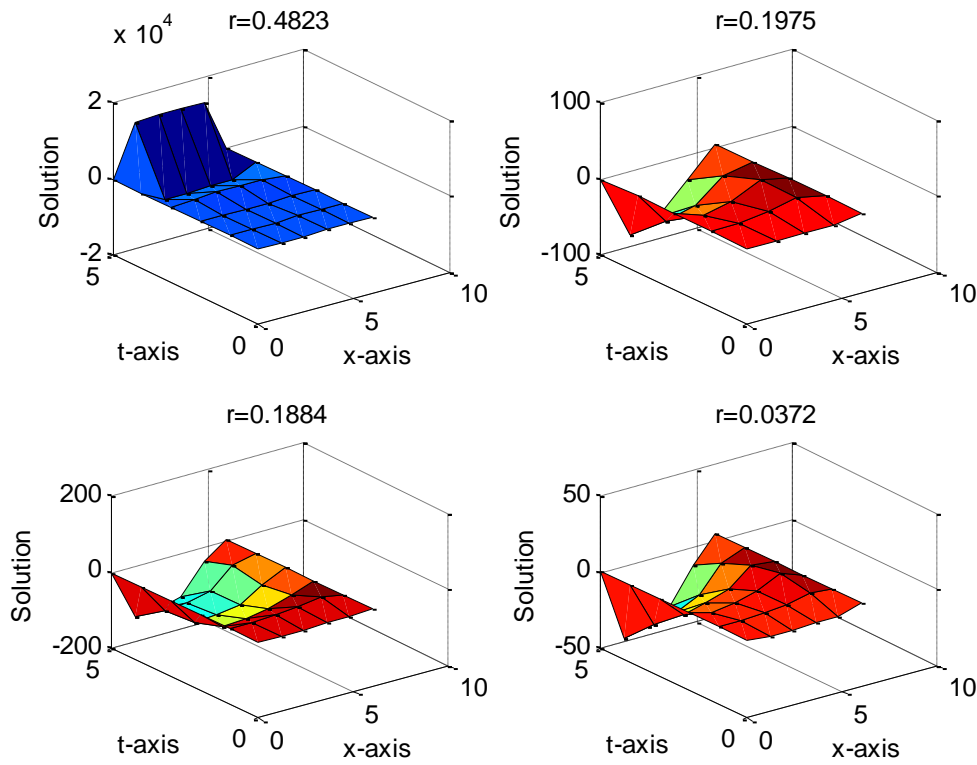 x 10^4
r=0.4823
2
0
-2
5
0
0
5
10
Solution
t-axis
x-axis
r=0.1975
100
0
-100
5
0
0
5
10
Solution
t-axis
x-axis
r=0.1884
200
0
-200
5
0
0
5
10
Solution
t-axis
x-axis
r=0.0372
50
0
-50
5
0
0
5
10
Solution
t-axis
x-axis